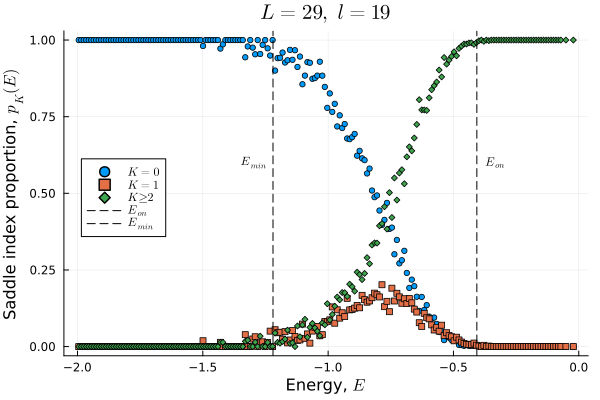 L = 29, l = 19
Saddle index proportion, p_K(E)
1.00
0.75
0.50
0.25
0.00
E_min
E_on
K = 0
K = 1
K≥2
E_on
E_min
−2.0 −1.5 −1.0 −0.5 0.0
Energy, E